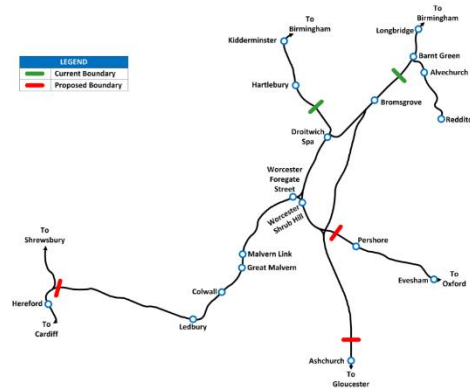 To
Birmingham
Kidderminster
Hartlebury
To
Birmingham
Longbridge
Barnt Green
Alvechurch
Redditc
Bromsgrove
LEGEND
Current Boundary
Proposed Boundary
Droitwich
Spa
Worcester
Foregate
Street
Worcester
Shrub Hill
Pershore
Evesham
To
Oxford
Malvern Link
Great Malvern
Colwall
Ledbury
To
Shrewsbury
Hereford
To
Cardiff
Ashchurch
To
Gloucester